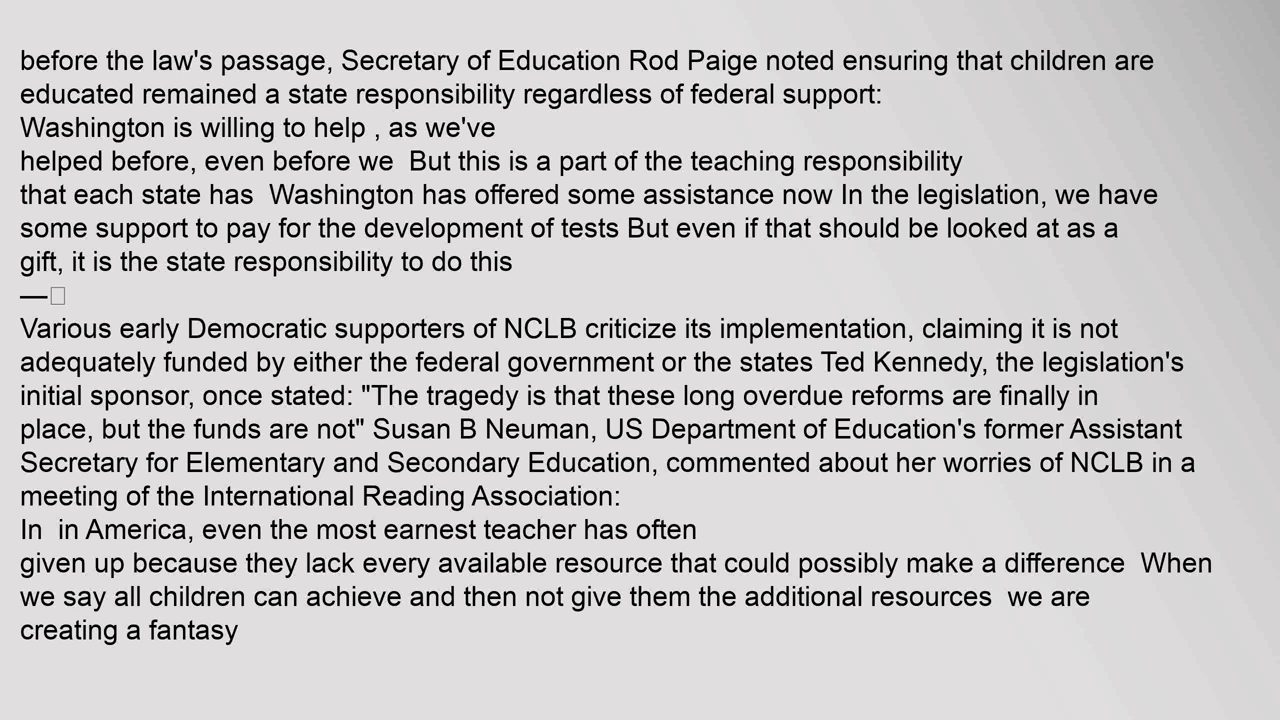 before the law's passage, Secretary of Education Rod Paige noted ensuring that children are
educated remained a state responsibility regardless of federal support:
Washington is willing to help , as we've
helped before, even before we  But this is a part of the teaching responsibility
that each state has  Washington has offered some assistance now In the legislation, we have
some support to pay for the development of tests But even if that should be looked at as a
gift, it is the state responsibility to do this
—
Various early Democratic supporters of NCLB criticize its implementation, claiming it is not
adequately funded by either the federal government or the states Ted Kennedy, the legislation's
initial sponsor, once stated: "The tragedy is that these long overdue reforms are finally in
place, but the funds are not" Susan B Neuman, US Department of Education's former Assistant
Secretary for Elementary and Secondary Education, commented about her worries of NCLB in a
meeting of the International Reading Association:
In  in America, even the most earnest teacher has often
given up because they lack every available resource that could possibly make a difference  When
we say all children can achieve and then not give them the additional resources  we are
creating a fantasy